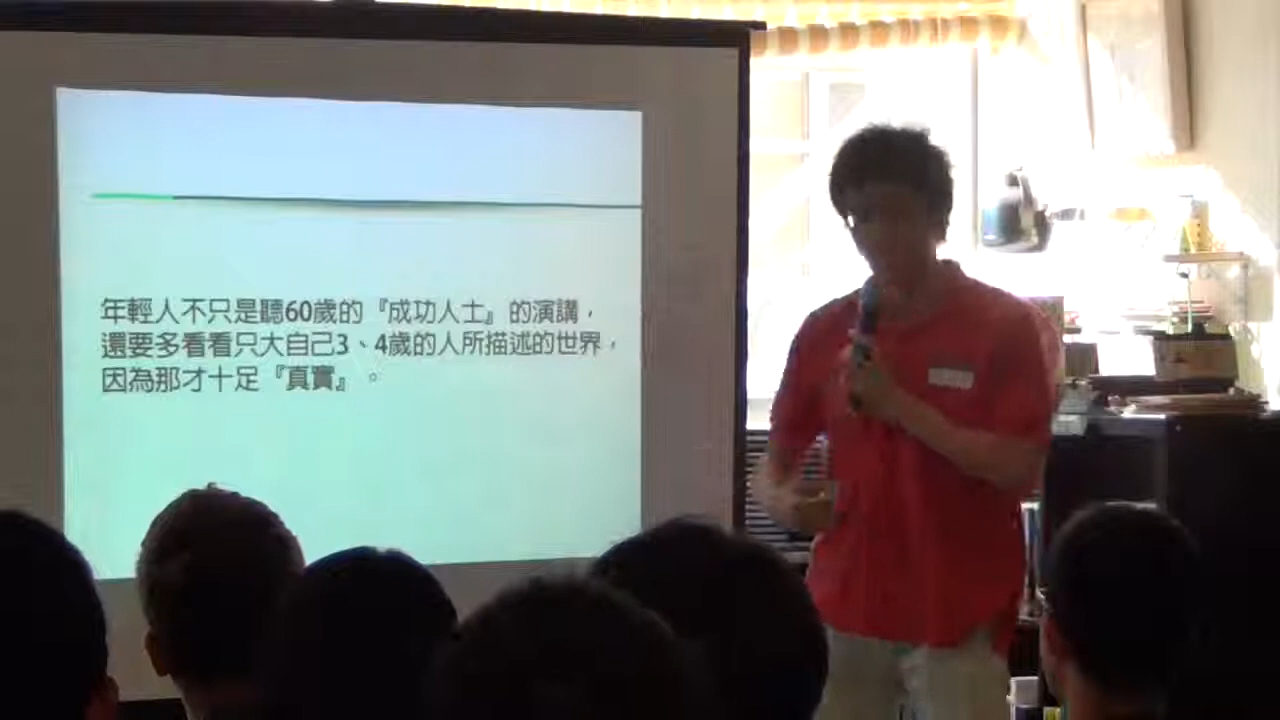 年輕人不只是聽60歲的『成功人士』的演講，
還要多看看只大自己3、4歲的人所描述的世界，
因為那才十足『真實』。